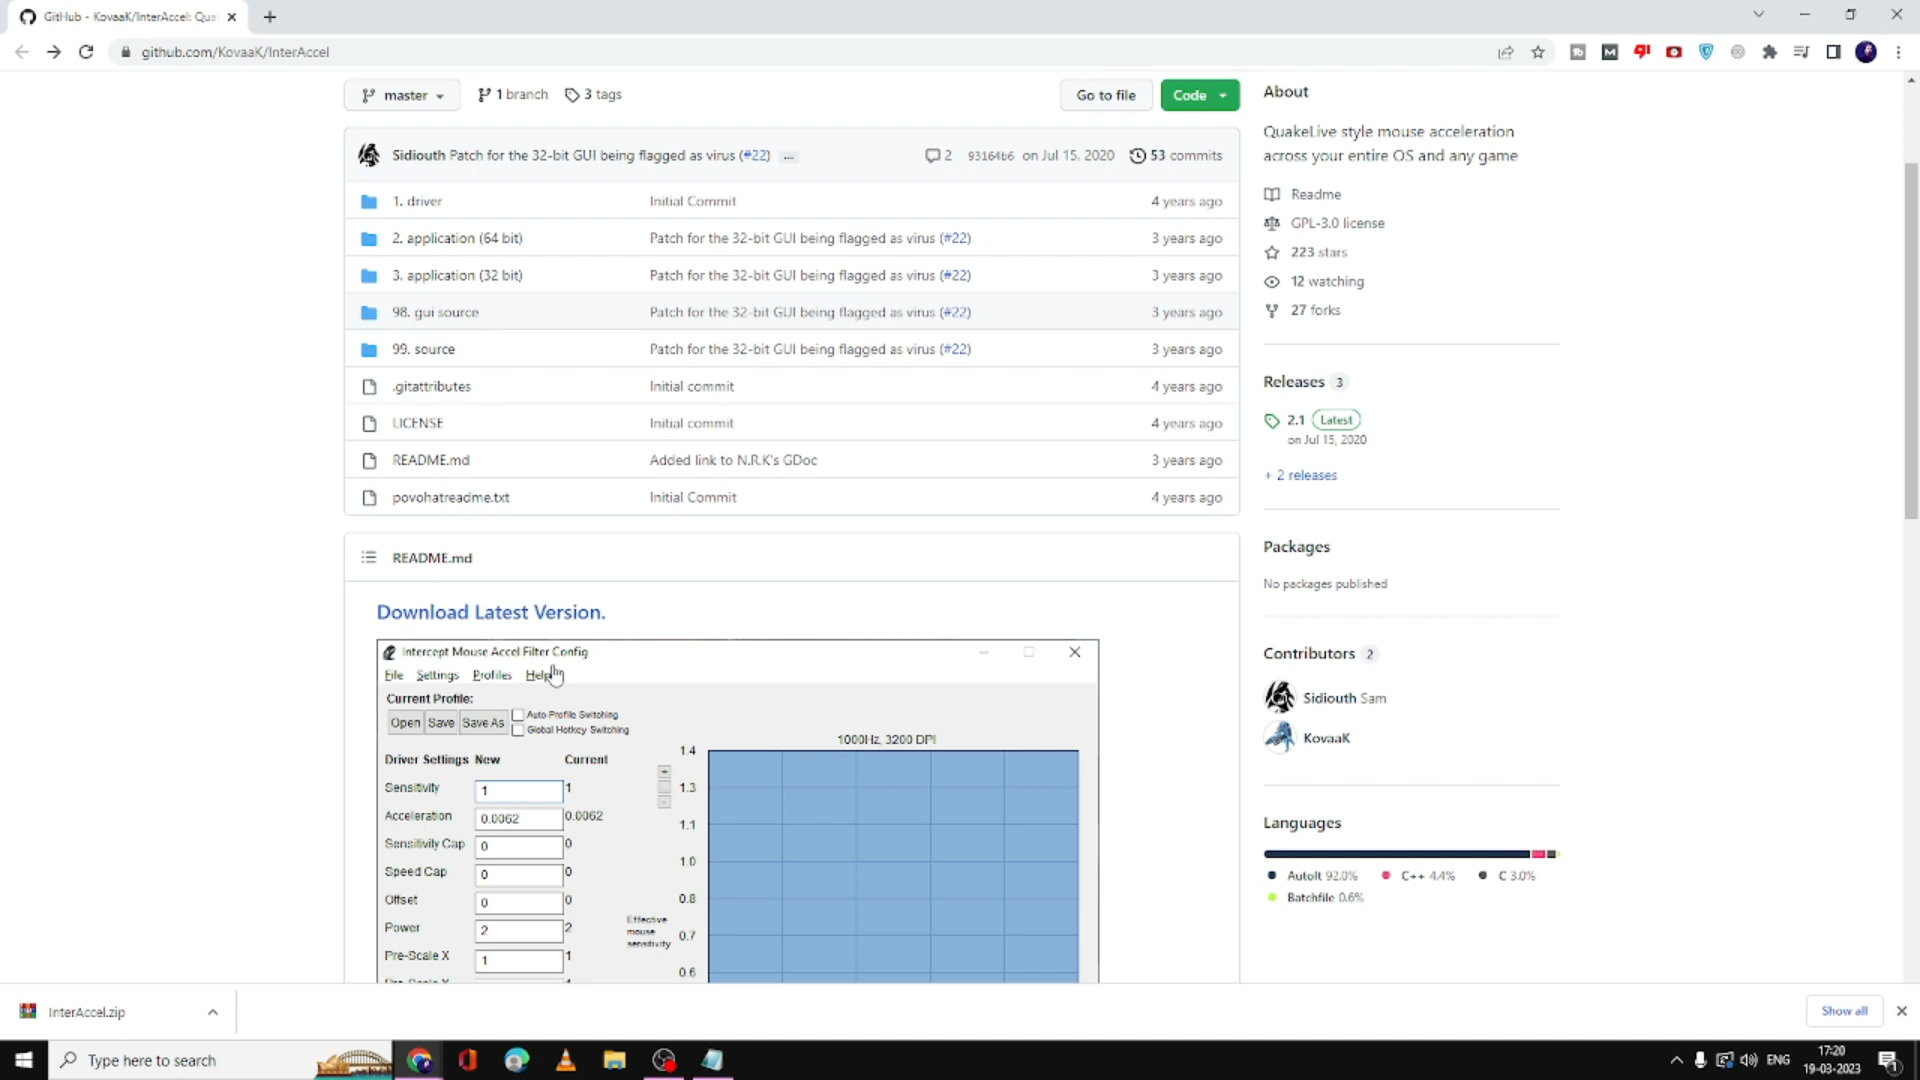 GitHub - KovaaK/InterAccel: Qua
github.com/KovaaK/InterAccel
master
1 branch
3 tags
Go to file
Code
Sidiouth Patch for the 32-bit GUI being flagged as virus (#22) ...
2
93164b6 on Jul 15, 2020
53 commits
1. driver
Initial Commit
4 years ago
2. application (64 bit)
Patch for the 32-bit GUI being flagged as virus (#22)
3 years ago
3. application (32 bit)
Patch for the 32-bit GUI being flagged as virus (#22)
3 years ago
98. gui source
Patch for the 32-bit GUI being flagged as virus (#22)
3 years ago
99. source
Patch for the 32-bit GUI being flagged as virus (#22)
3 years ago
.gitattributes
Initial commit
4 years ago
LICENSE
Initial commit
4 years ago
README.md
Added link to N.R.K's GDoc
3 years ago
povohatreadme.txt
Initial Commit
4 years ago
README.md
Download Latest Version.
Intercept Mouse Accel Filter Config
File Settings Profiles Help
Current Profile:
Open Save Save As
Auto-Profile Switching
Global Hotkey Switching
Driver Settings New Current
Sensitivity 1 1
Acceleration 0.0062 0.0062
Sensitivity Cap 0 0
Speed Cap 0 0
Offset 0 0
Power 2 2
Pre-Scale X 1 1
1000Hz, 3200 DPI
1.4
1.3
1.1
1.0
0.8
0.7
0.6
Effective
mouse
sensitivity
About
QuakeLive style mouse acceleration
across your entire OS and any game
Readme
GPL-3.0 license
223 stars
12 watching
27 forks
Releases 3
2.1 Latest
on Jul 15, 2020
+ 2 releases
Packages
No packages published
Contributors 2
Sidiouth Sam
KovaaK
Languages
AutoIt 92.0% C++ 4.4% C 3.0%
Batchfile 0.6%
InterAccel.zip
Show all
Type here to search
ENG
17:20
19-03-2023
1